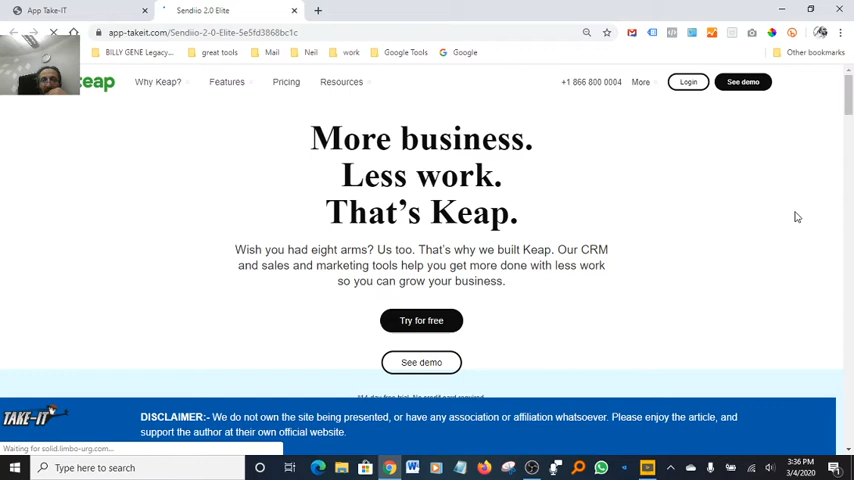 App Take-IT
Sendiio 2.0 Elite
app-takeit.com/Sendiio-2-0-Elite-5e5fd3868bc1c
BILLY GENE Legacy... great tools Mail Neil work Google Tools Google Other bookmarks
eap Why Keap? Features Pricing Resources +1 866 800 0004 More Login See demo
More business.
Less work.
That's Keap.
Wish you had eight arms? Us too. That's why we built Keap. Our CRM
and sales and marketing tools help you get more done with less work
so you can grow your business.
Try for free
See demo
TAKE-IT
DISCLAIMER:- We do not own the site being presented, or have any association or affiliation whatsoever. Please enjoy the article, and
support the author at their own official website.
Waiting for solid.limbo-urg.com...
Type here to search
3:36 PM
3/4/2020